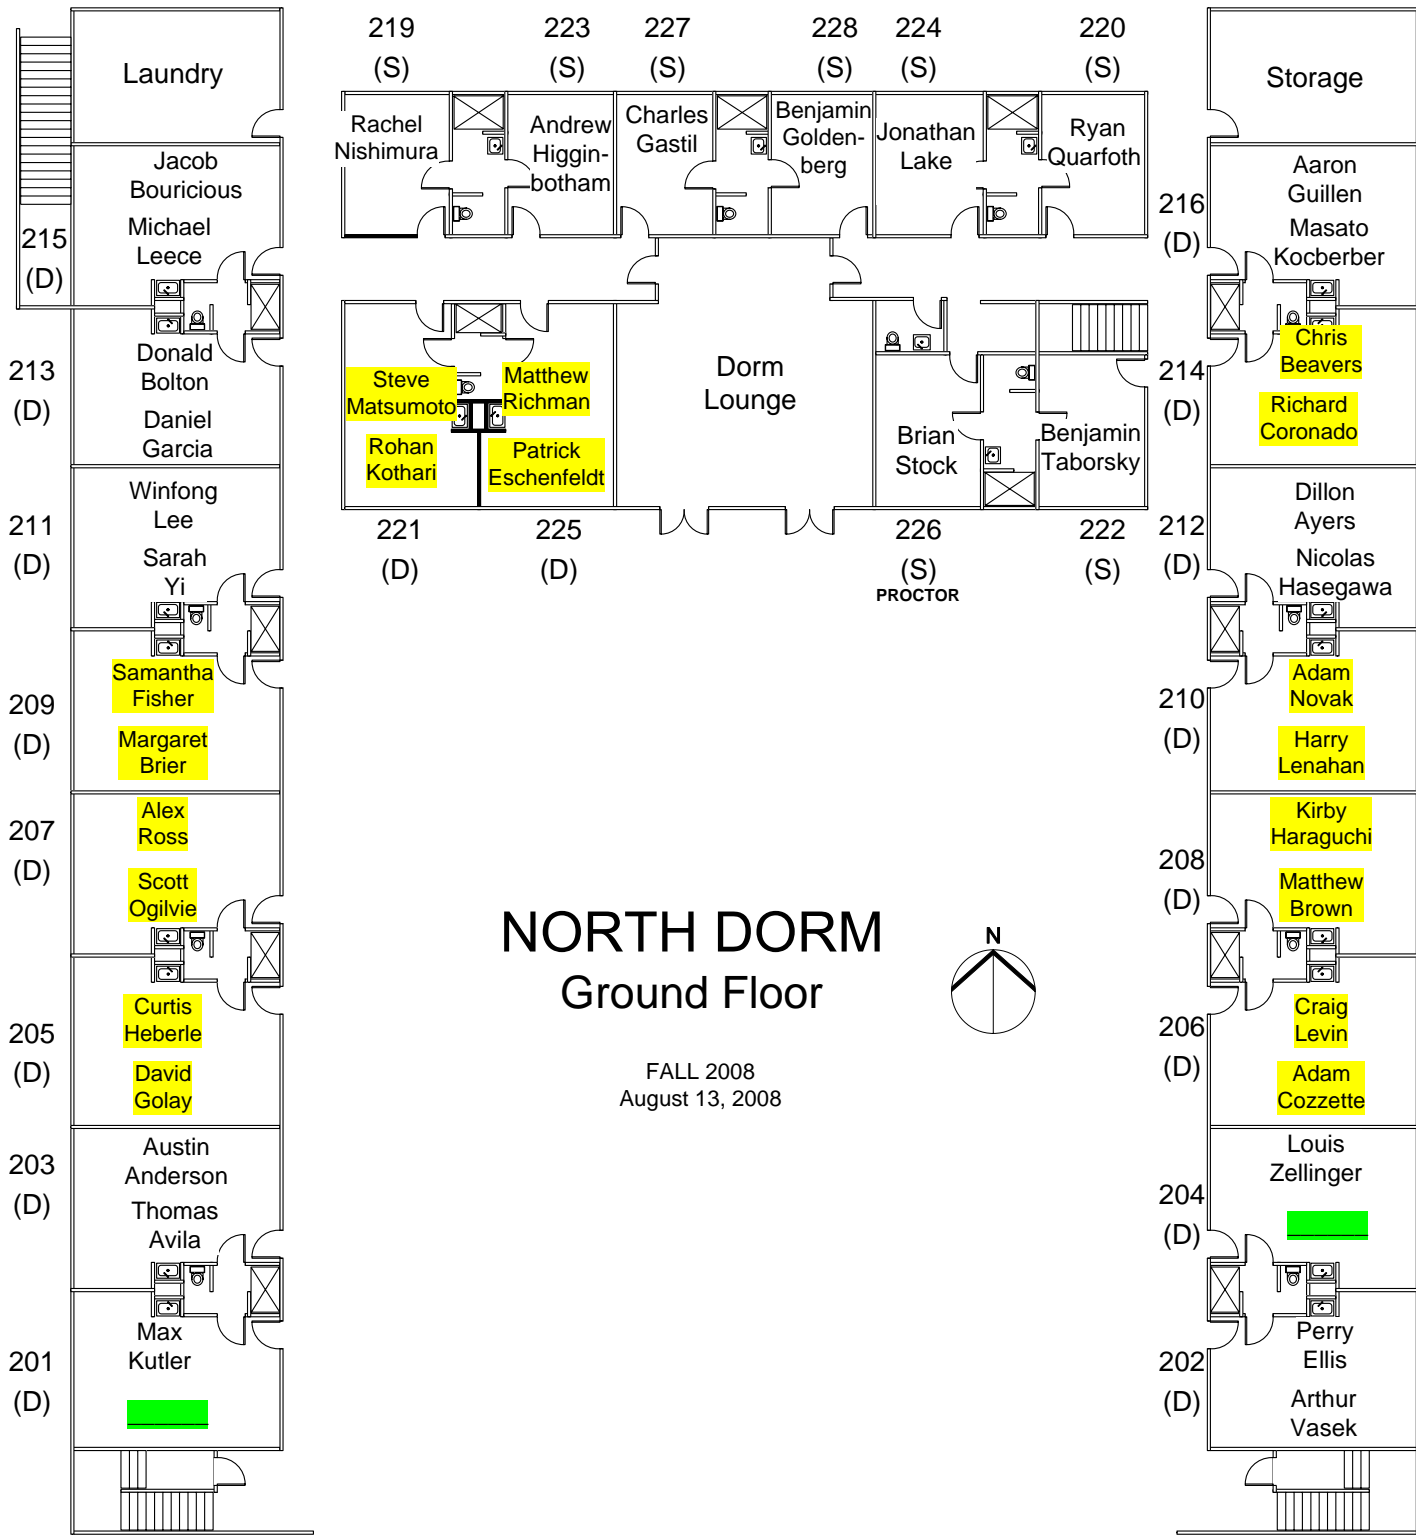 219
(S)
223
(S)
227
(S)
228
(S)
224
(S)
220
(S)
Laundry
Rachel
Nishimura
Andrew
Higgin-
botham
Charles
Gastil
Benjamin
Golden-
berg
Jonathan
Lake
Ryan
Quarfoth
Storage
215
(D)
Jacob
Bouricious
Michael
Leece
213
(D)
Donald
Bolton
Daniel
Garcia
211
(D)
Winfong
Lee
Sarah
Yi
209
(D)
Samantha
Fisher
Margaret
Brier
207
(D)
Alex
Ross
Scott
Ogilvie
205
(D)
Curtis
Heberle
David
Golay
203
(D)
Austin
Anderson
Thomas
Avila
201
(D)
Max
Kutler
Steve
Matsumoto
Rohan
Kothari
221
(D)
Matthew
Richman
Patrick
Eschenfeldt
225
(D)
Dorm
Lounge
Brian
Stock
226
(S)
PROCTOR
Benjamin
Taborsky
222
(S)
NORTH DORM
Ground Floor
N
FALL 2008
August 13, 2008
216
(D)
Aaron
Guillen
Masato
Kocberber
214
(D)
Chris
Beavers
Richard
Coronado
212
(D)
Dillon
Ayers
Nicolas
Hasegawa
210
(D)
Adam
Novak
Harry
Lenahan
208
(D)
Kirby
Haraguchi
Matthew
Brown
206
(D)
Craig
Levin
Adam
Cozzette
204
(D)
Louis
Zellinger
202
(D)
Perry
Ellis
Arthur
Vasek